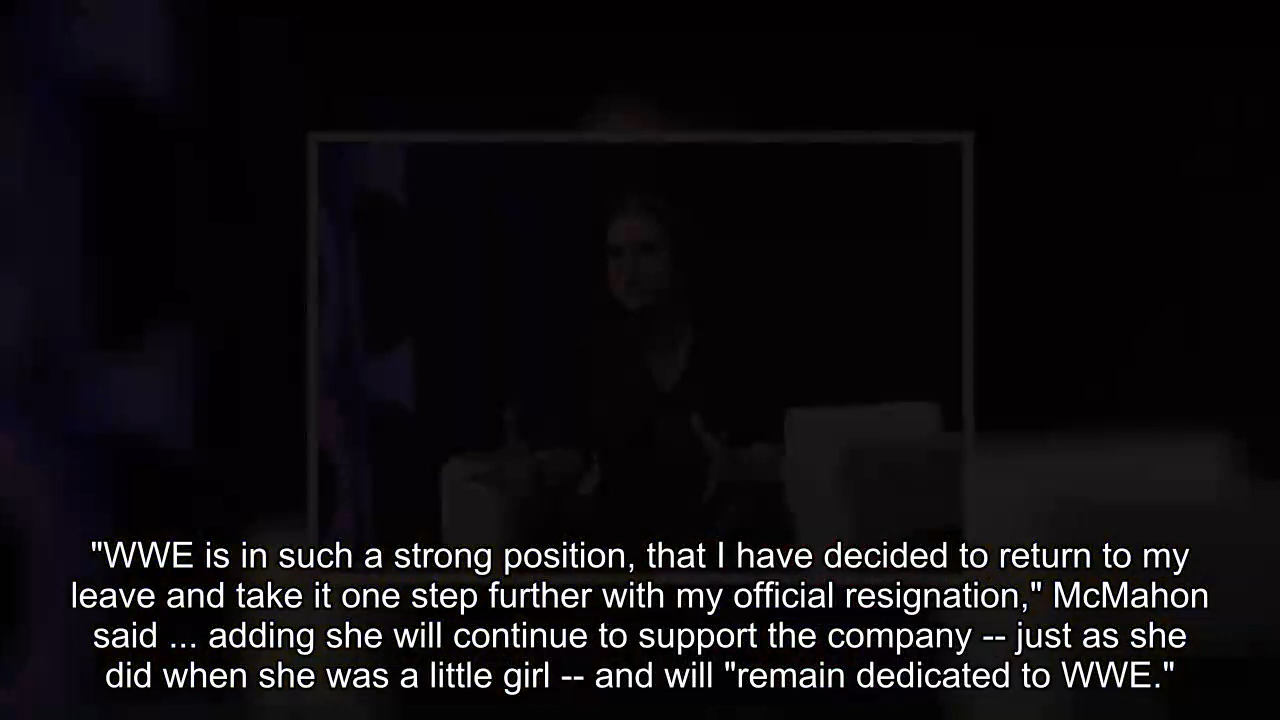 "WWE is in such a strong position, that I have decided to return to my
leave and take it one step further with my official resignation," McMahon
said ... adding she will continue to support the company -- just as she
did when she was a little girl -- and will "remain dedicated to WWE."